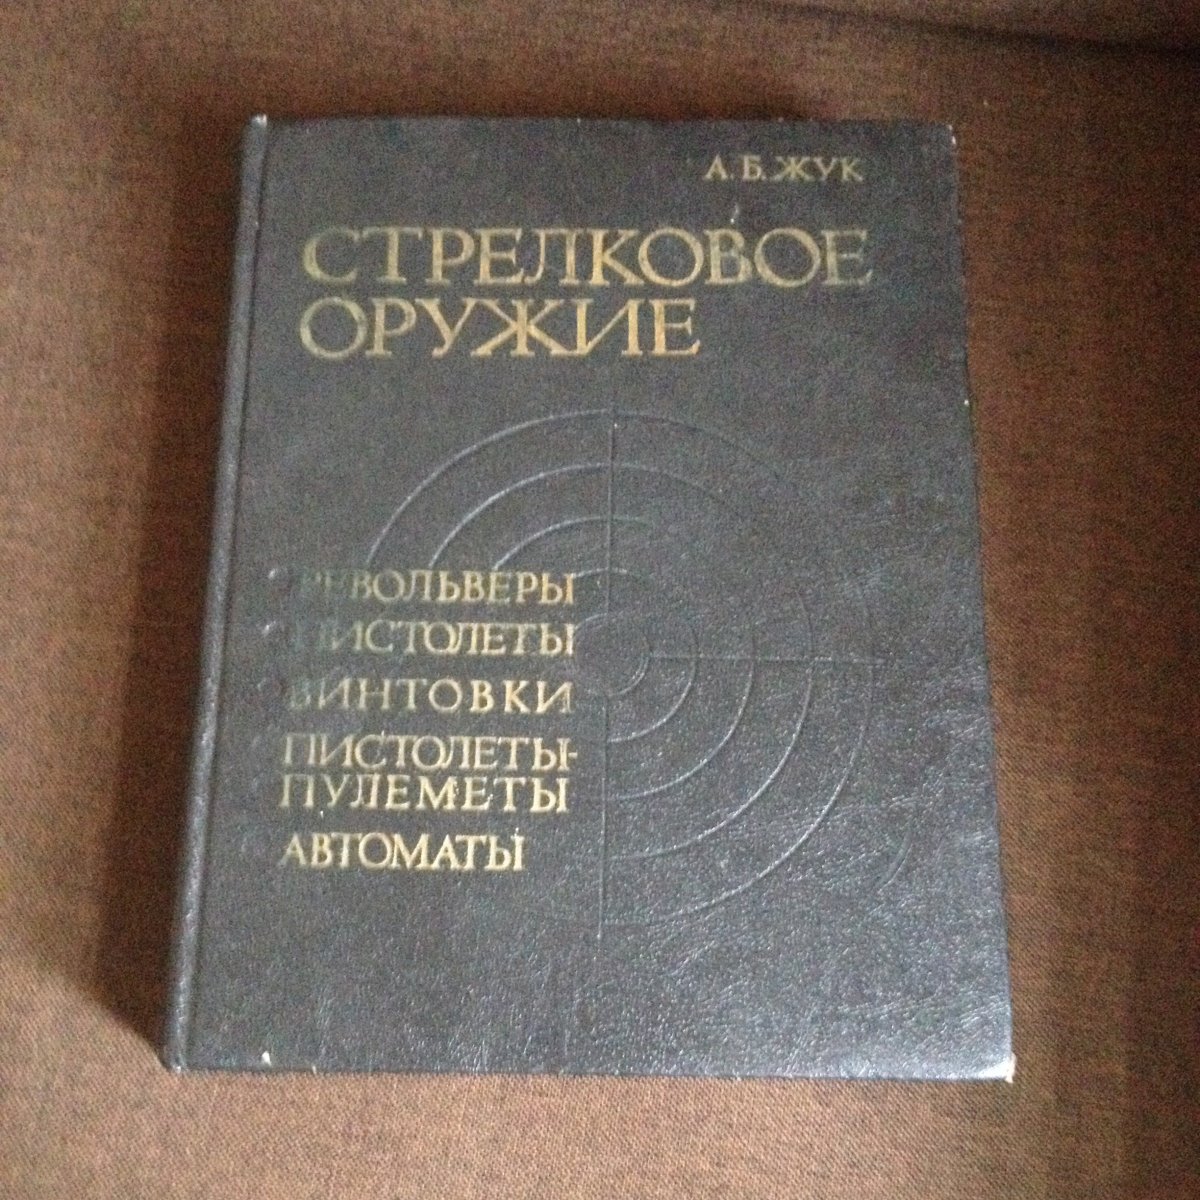 А. Б. ЖУК
СТРЕЛКОВОЕ
ОРУЖИЕ
РЕВОЛЬВЕРЫ
ПИСТОЛЕТЫ
ВИНТОВКИ
ПИСТОЛЕТЫ-
ПУЛЕМЕТЫ
АВТОМАТЫ